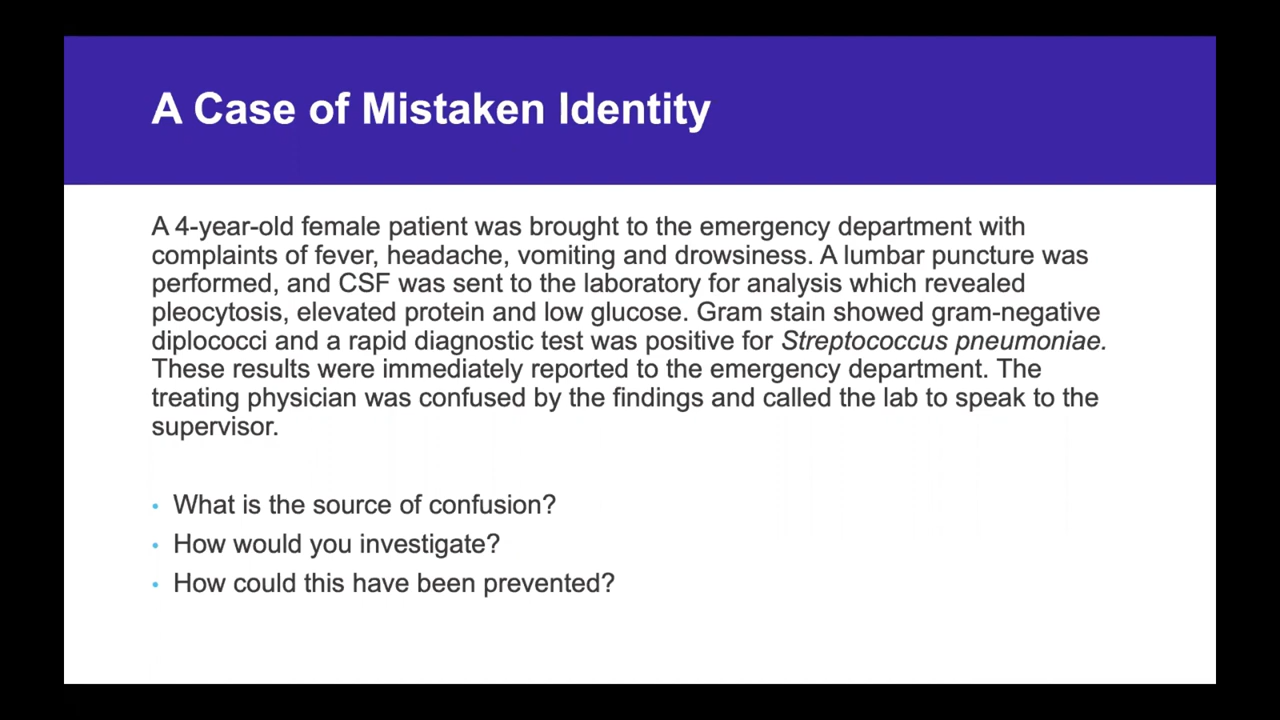 A Case of Mistaken Identity
A 4-year-old female patient was brought to the emergency department with
complaints of fever, headache, vomiting and drowsiness. A lumbar puncture was
performed, and CSF was sent to the laboratory for analysis which revealed
pleocytosis, elevated protein and low glucose. Gram stain showed gram-negative
diplococci and a rapid diagnostic test was positive for Streptococcus pneumoniae.
These results were immediately reported to the emergency department. The
treating physician was confused by the findings and called the lab to speak to the
supervisor.
• What is the source of confusion?
• How would you investigate?
• How could this have been prevented?